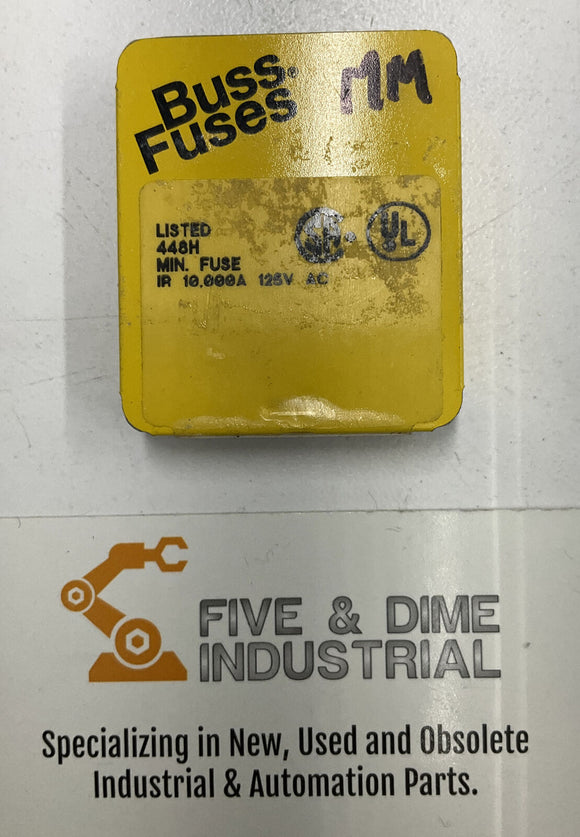 Buss.
Fuses
MM
LISTED
448H
MIN. FUSE
IR 10,000A 125V AC
UL
FIVE & DIME
INDUSTRIAL
Specializing in New, Used and Obsolete
Industrial & Automation Parts.